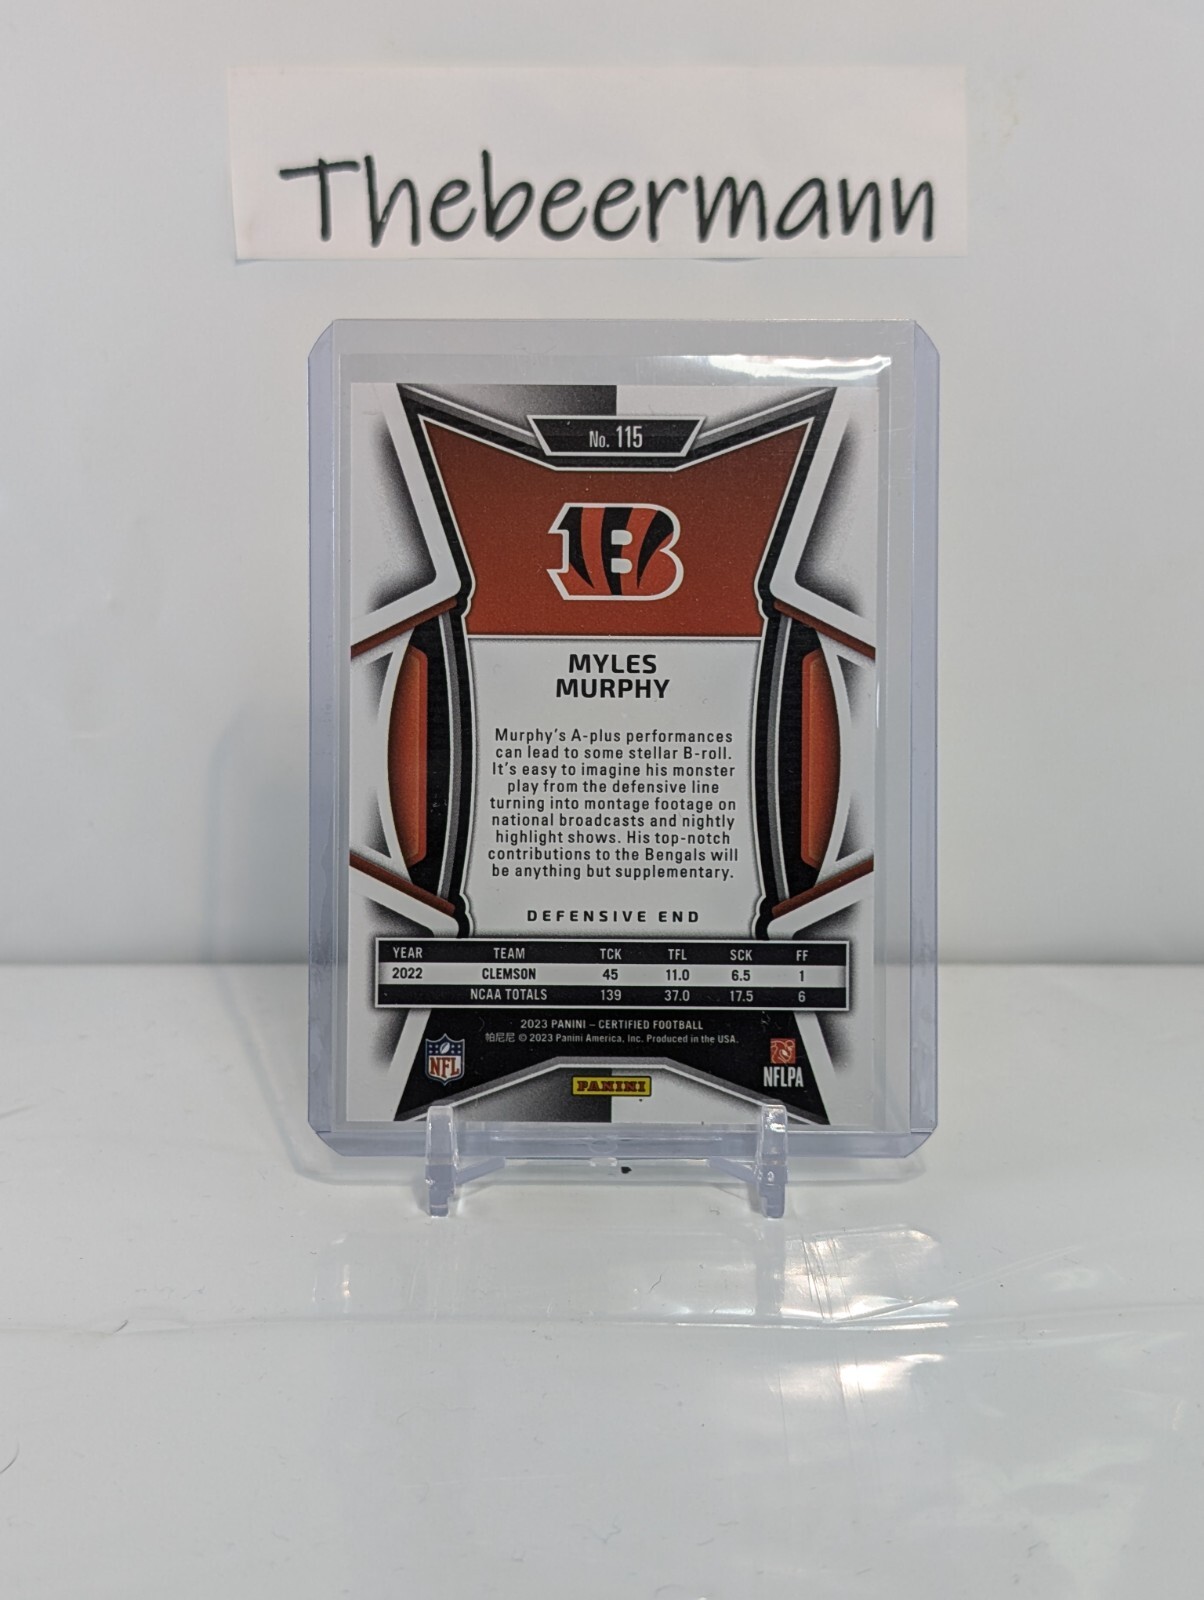 Thebeermann
No. 115
B
MYLES
MURPHY
Murphy's A-plus performances
can lead to some stellar B-roll.
It's easy to imagine his monster
play from the defensive line
turning into montage footage on
national broadcasts and nightly
highlight shows. His top-notch
contributions to the Bengals will
be anything but supplementary.
DEFENSIVE END
YEAR TEAM TCK TFL SCK FF
2022 CLEMSON 45 11.0 6.5 1
NCAA TOTALS 139 37.0 17.5 6
2023 PANINI – CERTIFIED FOOTBALL
帕尼尼 © 2023 Panini America, Inc. Produced in the USA.
NFL
NFLPA
PANINI